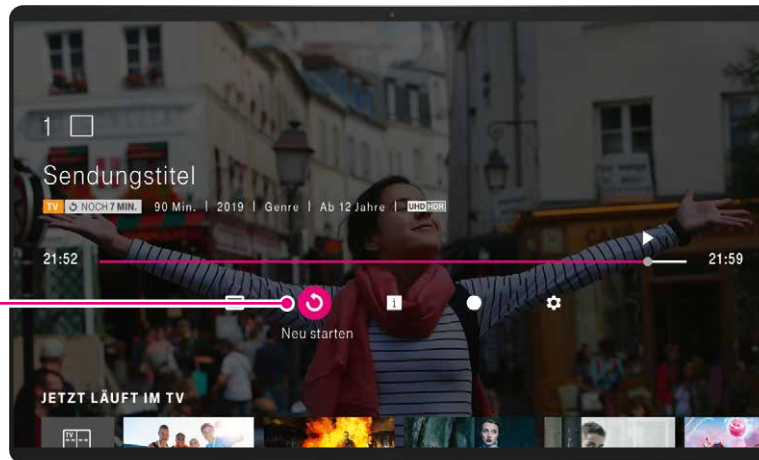 1
Sendungstitel
TV NOCH 7 MIN. 90 Min. | 2019 | Genre | Ab 12 Jahre | UHD HDR
21:52 21:59
i
Neu starten
JETZT LÄUFT IM TV
TV